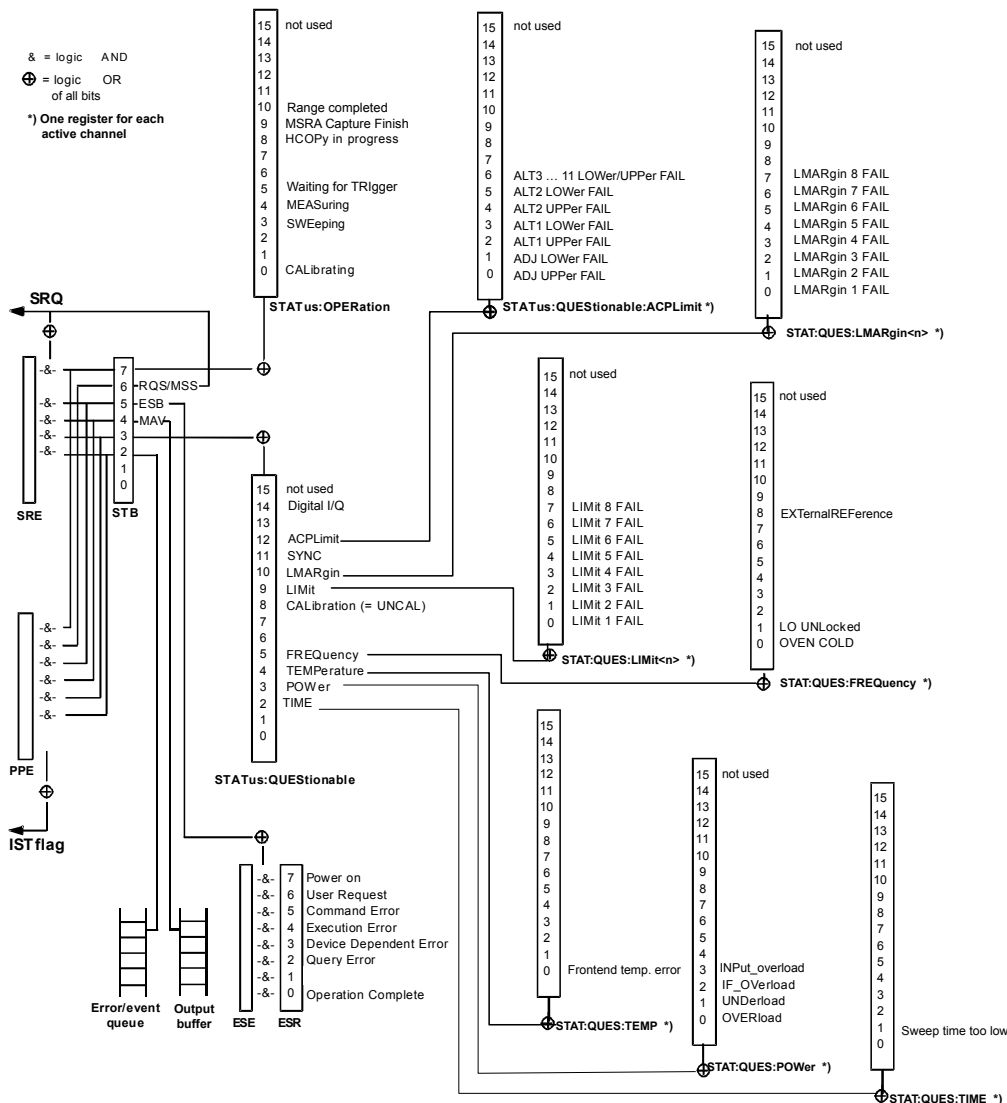 & = logic AND
⊕ = logic OR
of all bits
*) One register for each
active channel
15 not used
14
13
12
11
10 Range completed
9 MSRA Capture Finish
8 HCOPy in progress
7
6
5 Waiting for TRIgger
4 MEASuring
3 SWEeping
2
1
0 CALibrating
STATus:OPERation
15 not used
14
13
12
11
10
9
8
7
6 ALT3 ... 11 LOWer/UPPer FAIL
5 ALT2 LOWer FAIL
4 ALT2 UPPer FAIL
3 ALT1 LOWer FAIL
2 ALT1 UPPer FAIL
1 ADJ LOWer FAIL
0 ADJ UPPer FAIL
STATus:QUEStionable:ACPLimit *)
15 not used
14
13
12
11
10
9
8
7 LMARgin 8 FAIL
6 LMARgin 7 FAIL
5 LMARgin 6 FAIL
4 LMARgin 5 FAIL
3 LMARgin 4 FAIL
2 LMARgin 3 FAIL
1 LMARgin 2 FAIL
0 LMARgin 1 FAIL
STAT:QUES:LMARgin<n> *)
SRQ
-&-
-&-
-&-
-&-
-&-
SRE
7
6 RQS/MSS
5 ESB
4 MAV
3
2
1
0
STB
15 not used
14 Digital I/Q
13
12 ACPLimit
11 SYNC
10 LMARgin
9 LIMit
8 CALibration (= UNCAL)
7
6
5 FREQuency
4 TEMPerature
3 POWer
2 TIME
1
0
STATus:QUEStionable
15 not used
14
13
12
11
10
9
8
7 LIMit 8 FAIL
6 LIMit 7 FAIL
5 LIMit 6 FAIL
4 LIMit 5 FAIL
3 LIMit 4 FAIL
2 LIMit 3 FAIL
1 LIMit 2 FAIL
0 LIMit 1 FAIL
STAT:QUES:LIMit<n> *)
15 not used
14
13
12
11
10
9
8 EXTernalREFerence
7
6
5
4
3
2
1 LO UNLocked
0 OVEN COLD
STAT:QUES:FREQuency *)
-&-
-&-
-&-
-&-
-&-
-&-
PPE
IST flag
Error/event
queue
Output
buffer
-&- 7 Power on
-&- 6 User Request
-&- 5 Command Error
-&- 4 Execution Error
-&- 3 Device Dependent Error
-&- 2 Query Error
-&- 1
-&- 0 Operation Complete
ESE ESR
15
14
13
12
11
10
9
8
7
6
5
4
3
2
1
0 Frontend temp. error
STAT:QUES:TEMP *)
15 not used
14
13
12
11
10
9
8
7
6
5
4
3 INPut_overload
2 IF_OVerload
1 UNDerload
0 OVERload
STAT:QUES:POWer *)
15
14
13
12
11
10
9
8
7
6
5
4
3
2
1 Sweep time too low
0
STAT:QUES:TIME *)